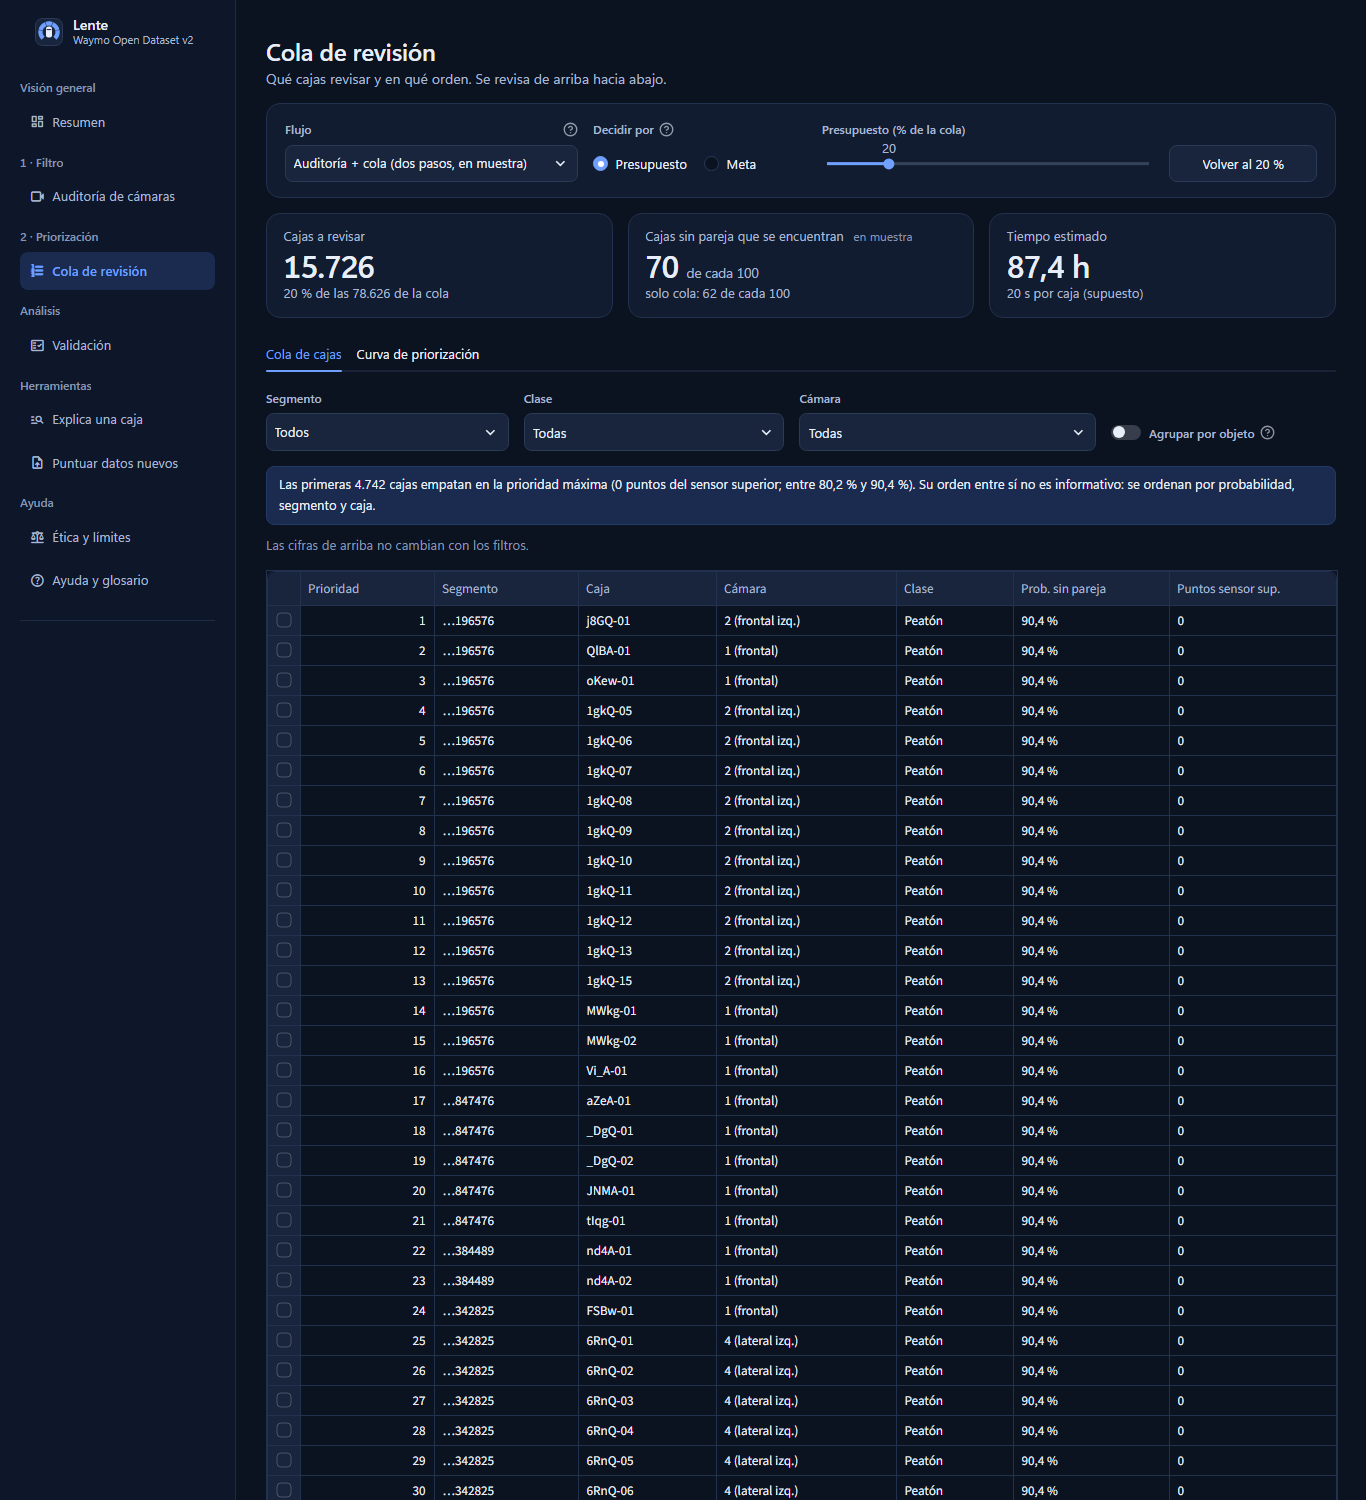 Lente
Waymo Open Dataset v2
Visión general
Resumen
1 · Filtro
Auditoría de cámaras
2 · Priorización
Cola de revisión
Análisis
Validación
Herramientas
Explica una caja
Puntuar datos nuevos
Ayuda
Ética y límites
Ayuda y glosario
Cola de revisión
Qué cajas revisar y en qué orden. Se revisa de arriba hacia abajo.
Flujo
Auditoría + cola (dos pasos, en muestra)
Decidir por
Presupuesto Meta
Presupuesto (% de la cola)
20
Volver al 20 %
Cajas a revisar
15.726
20 % de las 78.626 de la cola
Cajas sin pareja que se encuentran en muestra
70 de cada 100
solo cola: 62 de cada 100
Tiempo estimado
87,4 h
20 s por caja (supuesto)
Cola de cajas Curva de priorización
Segmento Clase Cámara
Todos Todas Todas Agrupar por objeto
Las primeras 4.742 cajas empatan en la prioridad máxima (0 puntos del sensor superior; entre 80,2 % y 90,4 %). Su orden entre sí no es informativo: se ordenan por probabilidad,
segmento y caja.
Las cifras de arriba no cambian con los filtros.
Prioridad Segmento Caja Cámara Clase Prob. sin pareja Puntos sensor sup.
1 ...196576 j8GQ-01 2 (frontal izq.) Peatón 90,4 % 0
2 ...196576 QlBA-01 1 (frontal) Peatón 90,4 % 0
3 ...196576 oKew-01 1 (frontal) Peatón 90,4 % 0
4 ...196576 1gkQ-05 2 (frontal izq.) Peatón 90,4 % 0
5 ...196576 1gkQ-06 2 (frontal izq.) Peatón 90,4 % 0
6 ...196576 1gkQ-07 2 (frontal izq.) Peatón 90,4 % 0
7 ...196576 1gkQ-08 2 (frontal izq.) Peatón 90,4 % 0
8 ...196576 1gkQ-09 2 (frontal izq.) Peatón 90,4 % 0
9 ...196576 1gkQ-10 2 (frontal izq.) Peatón 90,4 % 0
10 ...196576 1gkQ-11 2 (frontal izq.) Peatón 90,4 % 0
11 ...196576 1gkQ-12 2 (frontal izq.) Peatón 90,4 % 0
12 ...196576 1gkQ-13 2 (frontal izq.) Peatón 90,4 % 0
13 ...196576 1gkQ-15 2 (frontal izq.) Peatón 90,4 % 0
14 ...196576 MWkg-01 1 (frontal) Peatón 90,4 % 0
15 ...196576 MWkg-02 1 (frontal) Peatón 90,4 % 0
16 ...196576 Vi_A-01 1 (frontal) Peatón 90,4 % 0
17 ...847476 aZeA-01 1 (frontal) Peatón 90,4 % 0
18 ...847476 _DgQ-01 1 (frontal) Peatón 90,4 % 0
19 ...847476 _DgQ-02 1 (frontal) Peatón 90,4 % 0
20 ...847476 JNMA-01 1 (frontal) Peatón 90,4 % 0
21 ...847476 tIqg-01 1 (frontal) Peatón 90,4 % 0
22 ...384489 nd4A-01 1 (frontal) Peatón 90,4 % 0
23 ...384489 nd4A-02 1 (frontal) Peatón 90,4 % 0
24 ...342825 FSBw-01 1 (frontal) Peatón 90,4 % 0
25 ...342825 6RnQ-01 4 (lateral izq.) Peatón 90,4 % 0
26 ...342825 6RnQ-02 4 (lateral izq.) Peatón 90,4 % 0
27 ...342825 6RnQ-03 4 (lateral izq.) Peatón 90,4 % 0
28 ...342825 6RnQ-04 4 (lateral izq.) Peatón 90,4 % 0
29 ...342825 6RnQ-05 4 (lateral izq.) Peatón 90,4 % 0
30 ...342825 6RnQ-06 4 (lateral izq.) Peatón 90,4 % 0